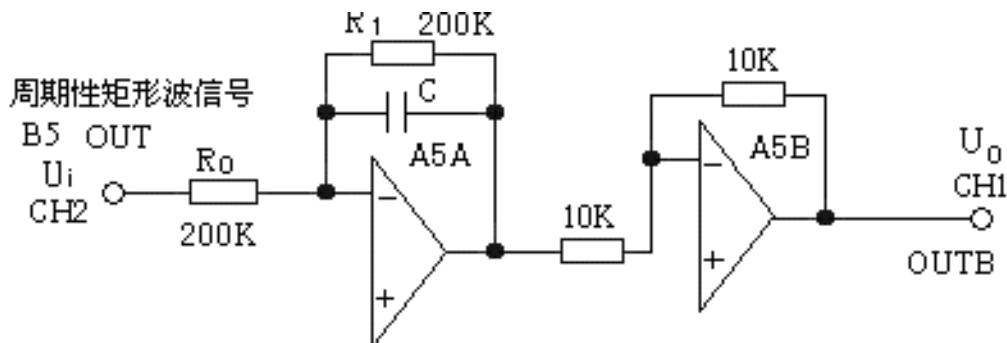 R1 200K
10K
周期性矩形波信号
C
B5 OUT
A5A
A5B
U0
Ui
R0
CH1
CH2
−
−
200K
10K
+
OUTB
+